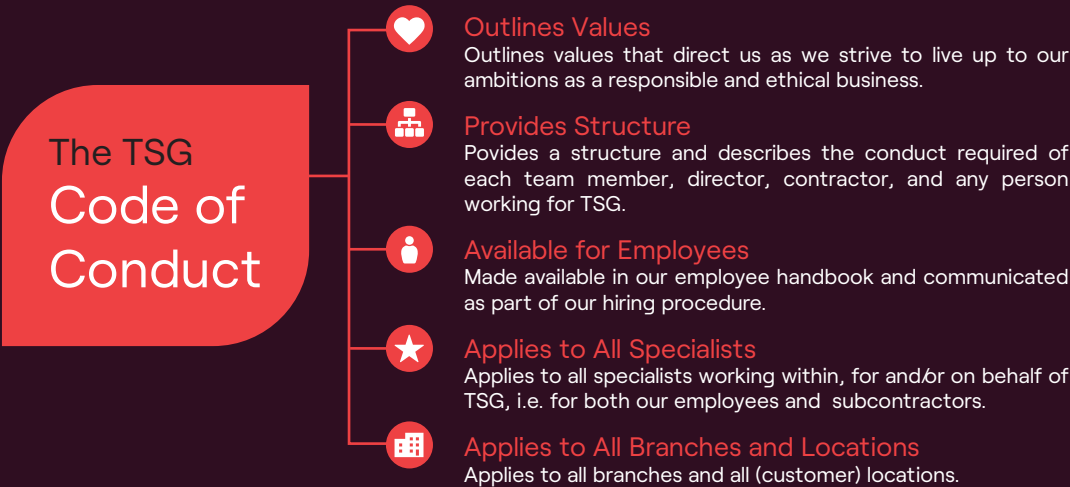 The TSG
Code of
Conduct
Outlines Values
Outlines values that direct us as we strive to live up to our
ambitions as a responsible and ethical business.
Provides Structure
Povides a structure and describes the conduct required of
each team member, director, contractor, and any person
working for TSG.
Available for Employees
Made available in our employee handbook and communicated
as part of our hiring procedure.
Applies to All Specialists
Applies to all specialists working within, for and/or on behalf of
TSG, i.e. for both our employees and  subcontractors.
Applies to All Branches and Locations
Applies to all branches and all (customer) locations.